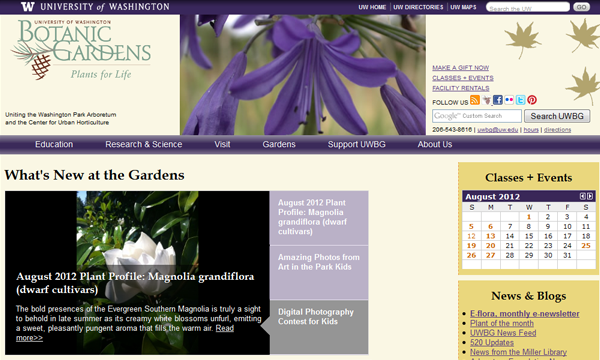 W UNIVERSITY of WASHINGTON
UW HOME | UW DIRECTORIES | UW MAPS
Search the UW
GO
UNIVERSITY OF WASHINGTON
BOTANIC
GARDENS
Plants for Life
Uniting the Washington Park Arboretum
and the Center for Urban Horticulture
MAKE A GIFT NOW
CLASSES + EVENTS
FACILITY RENTALS
FOLLOW US
Google™ Custom Search
Search UWBG
206-543-8616 | uwbg@uw.edu | hours | directions
Education
Research & Science
Visit
Gardens
Support UWBG
About Us
What's New at the Gardens
August 2012 Plant Profile: Magnolia grandiflora
(dwarf cultivars)
The bold presences of the Evergreen Southern Magnolia is truly a sight
to behold in late summer as its creamy white blossoms unfurl, emitting
a sweet, pleasantly pungent aroma that fills the warm air. Read
more>>
August 2012 Plant
Profile: Magnolia
grandiflora (dwarf
cultivars)
Amazing Photos from
Art in the Park Kids
Digital Photography
Contest for Kids
Classes + Events
August 2012
S M T W T F S
1 2 3 4
5 6 7 8 9 10 11
12 13 14 15 16 17 18
19 20 21 22 23 24 25
26 27 28 29 30 31
News & Blogs
E-flora, monthly e-newsletter
Plant of the month
UWBG News Feed
520 Updates
News from the Miller Library